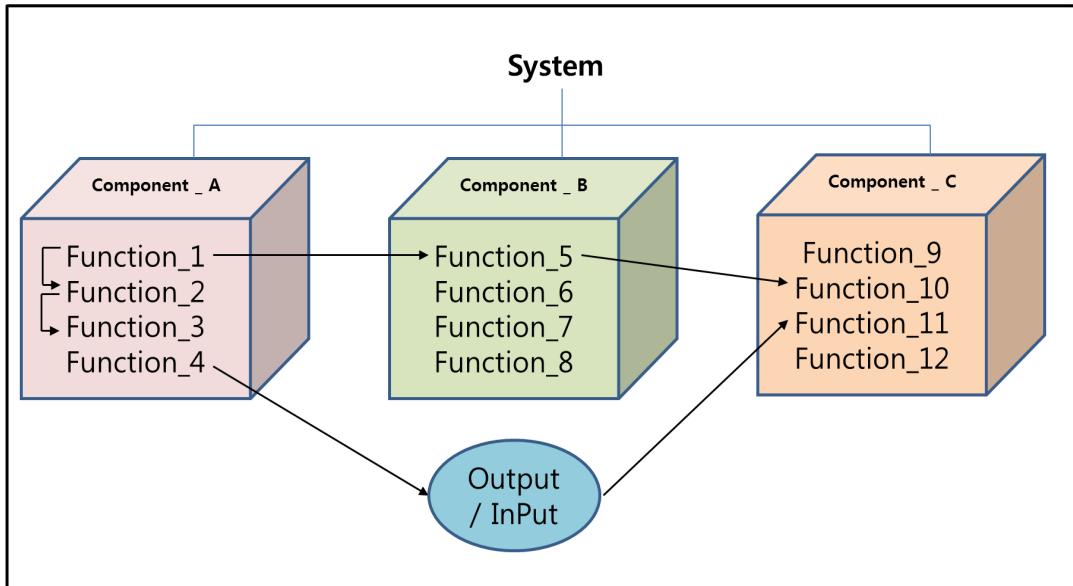 System
Component _ A
Function_1
Function_2
Function_3
Function_4
Component _ B
Function_5
Function_6
Function_7
Function_8
Component _ C
Function_9
Function_10
Function_11
Function_12
Output
/ InPut